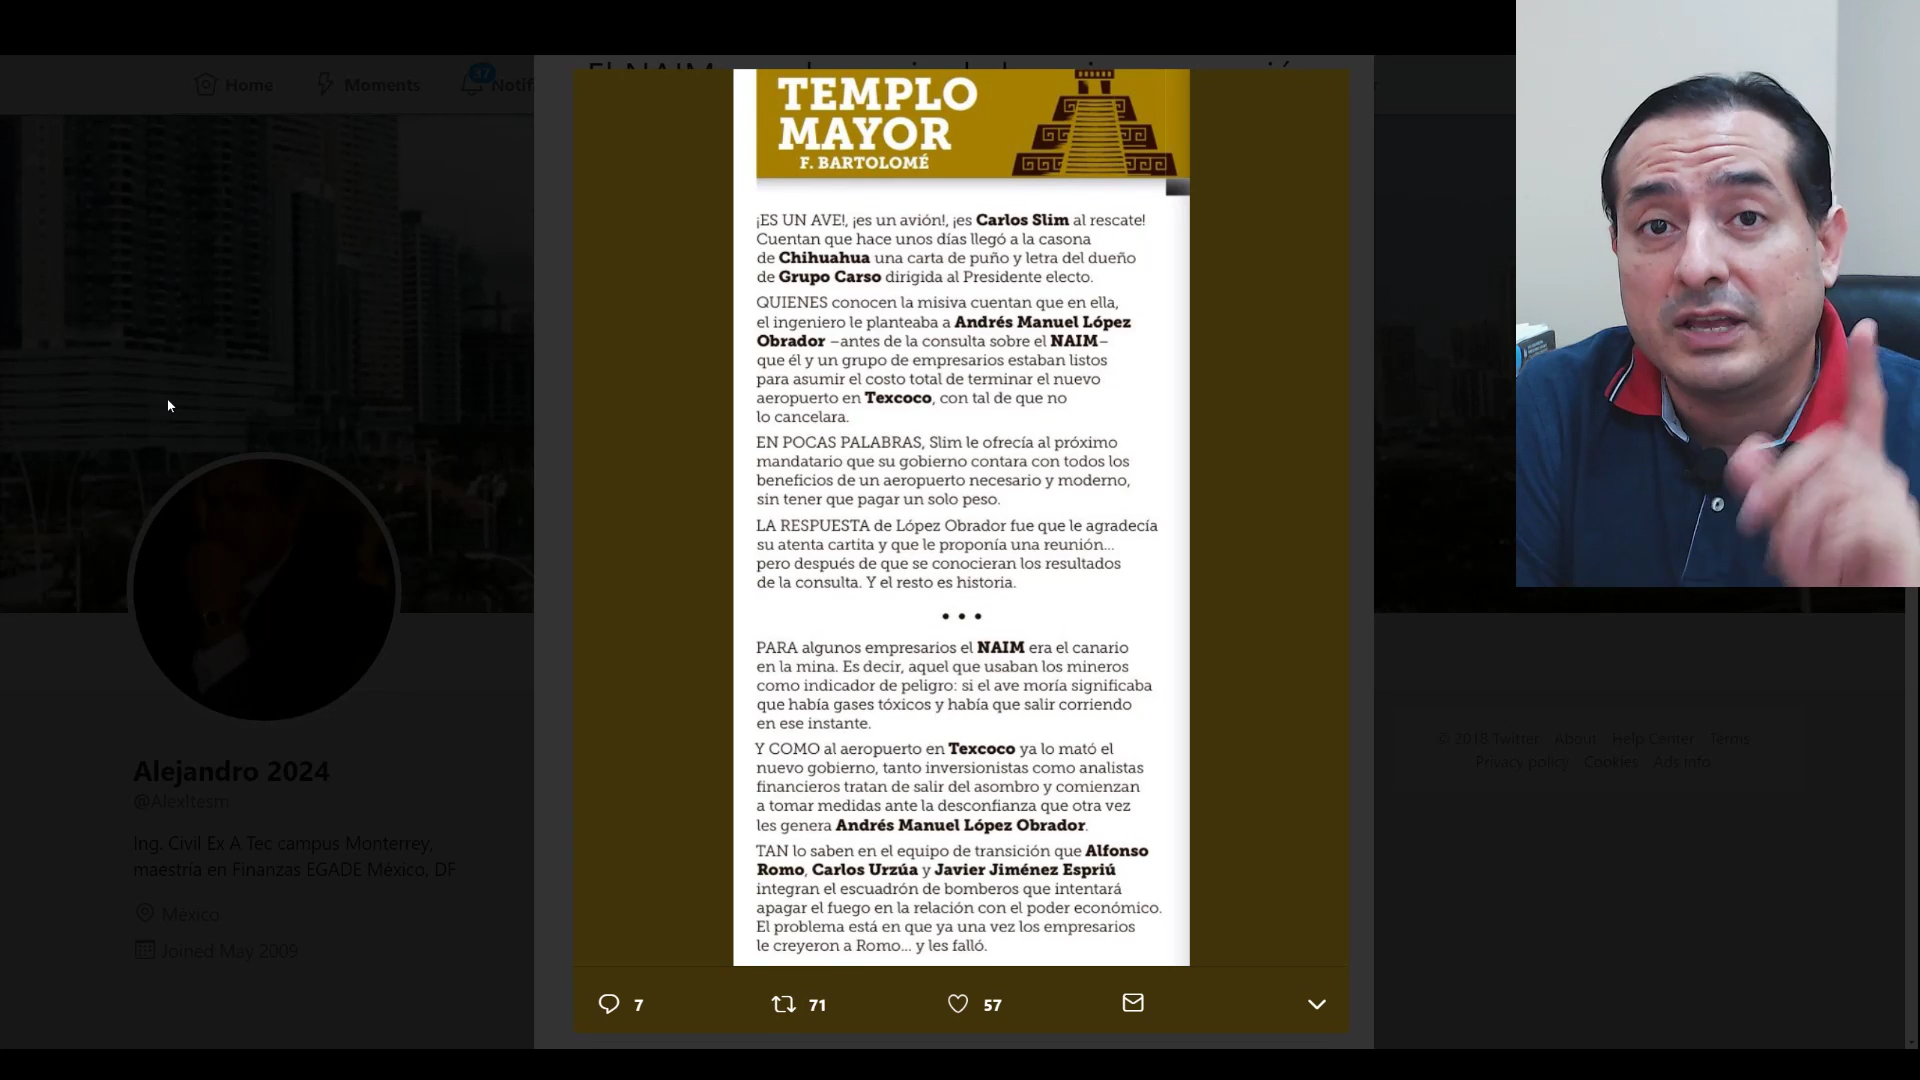 Home
Moments
37
Notif
TEMPLO
MAYOR
F. BARTOLOMÉ
¡ES UN AVE!, ¡es un avión!, ¡es Carlos Slim al rescate!
Cuentan que hace unos días llegó a la casona
de Chihuahua una carta de puño y letra del dueño
de Grupo Carso dirigida al Presidente electo.
QUIENES conocen la misiva cuentan que en ella,
el ingeniero le planteaba a Andrés Manuel López
Obrador –antes de la consulta sobre el NAIM–
que él y un grupo de empresarios estaban listos
para asumir el costo total de terminar el nuevo
aeropuerto en Texcoco, con tal de que no
lo cancelara.
EN POCAS PALABRAS, Slim le ofrecía al próximo
mandatario que su gobierno contara con todos los
beneficios de un aeropuerto necesario y moderno,
sin tener que pagar un solo peso.
LA RESPUESTA de López Obrador fue que le agradecía
su atenta cartita y que le proponía una reunión...
pero después de que se conocieran los resultados
de la consulta. Y el resto es historia.
• • •
PARA algunos empresarios el NAIM era el canario
en la mina. Es decir, aquel que usaban los mineros
como indicador de peligro: si el ave moría significaba
que había gases tóxicos y había que salir corriendo
en ese instante.
Y COMO al aeropuerto en Texcoco ya lo mató el
nuevo gobierno, tanto inversionistas como analistas
financieros tratan de salir del asombro y comienzan
a tomar medidas ante la desconfianza que otra vez
les genera Andrés Manuel López Obrador.
TAN lo saben en el equipo de transición que Alfonso
Romo, Carlos Urzúa y Javier Jiménez Espriú
integran el escuadrón de bomberos que intentará
apagar el fuego en la relación con el poder económico.
El problema está en que ya una vez los empresarios
le creyeron a Romo... y les falló.
7
71
57
Alejandro 2024
@AlexItesm
Ing. Civil Ex A Tec campus Monterrey,
maestría en Finanzas EGADE México, DF
México
Joined May 2009
© 2018 Twitter About Help Center Terms
Privacy policy Cookies Ads info